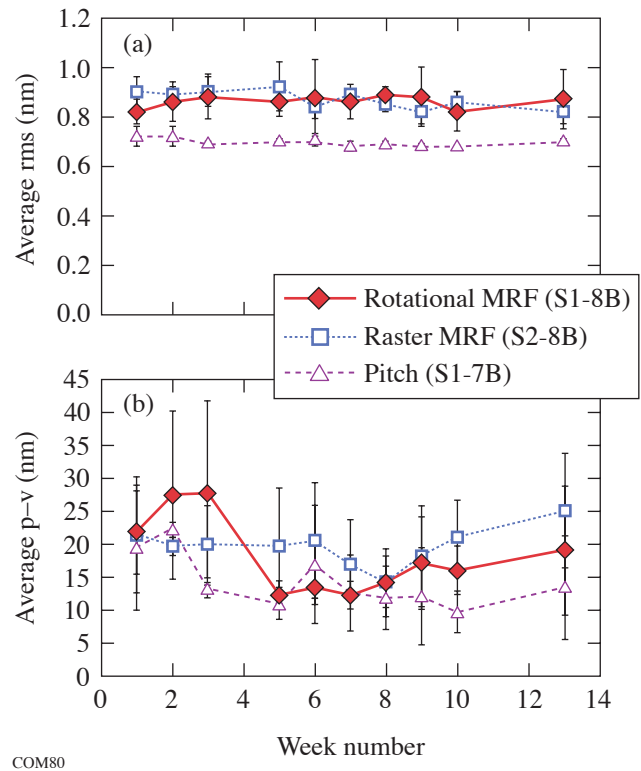 (a)
1.2
1.0
0.8
0.6
0.4
0.2
0.0
Average rms (nm)
Rotational MRF (S1-8B)
Raster MRF (S2-8B)
Pitch (S1-7B)
(b)
45
40
35
30
25
20
15
10
5
0
Average p–v (nm)
0 2 4 6 8 10 12 14
Week number
COM80